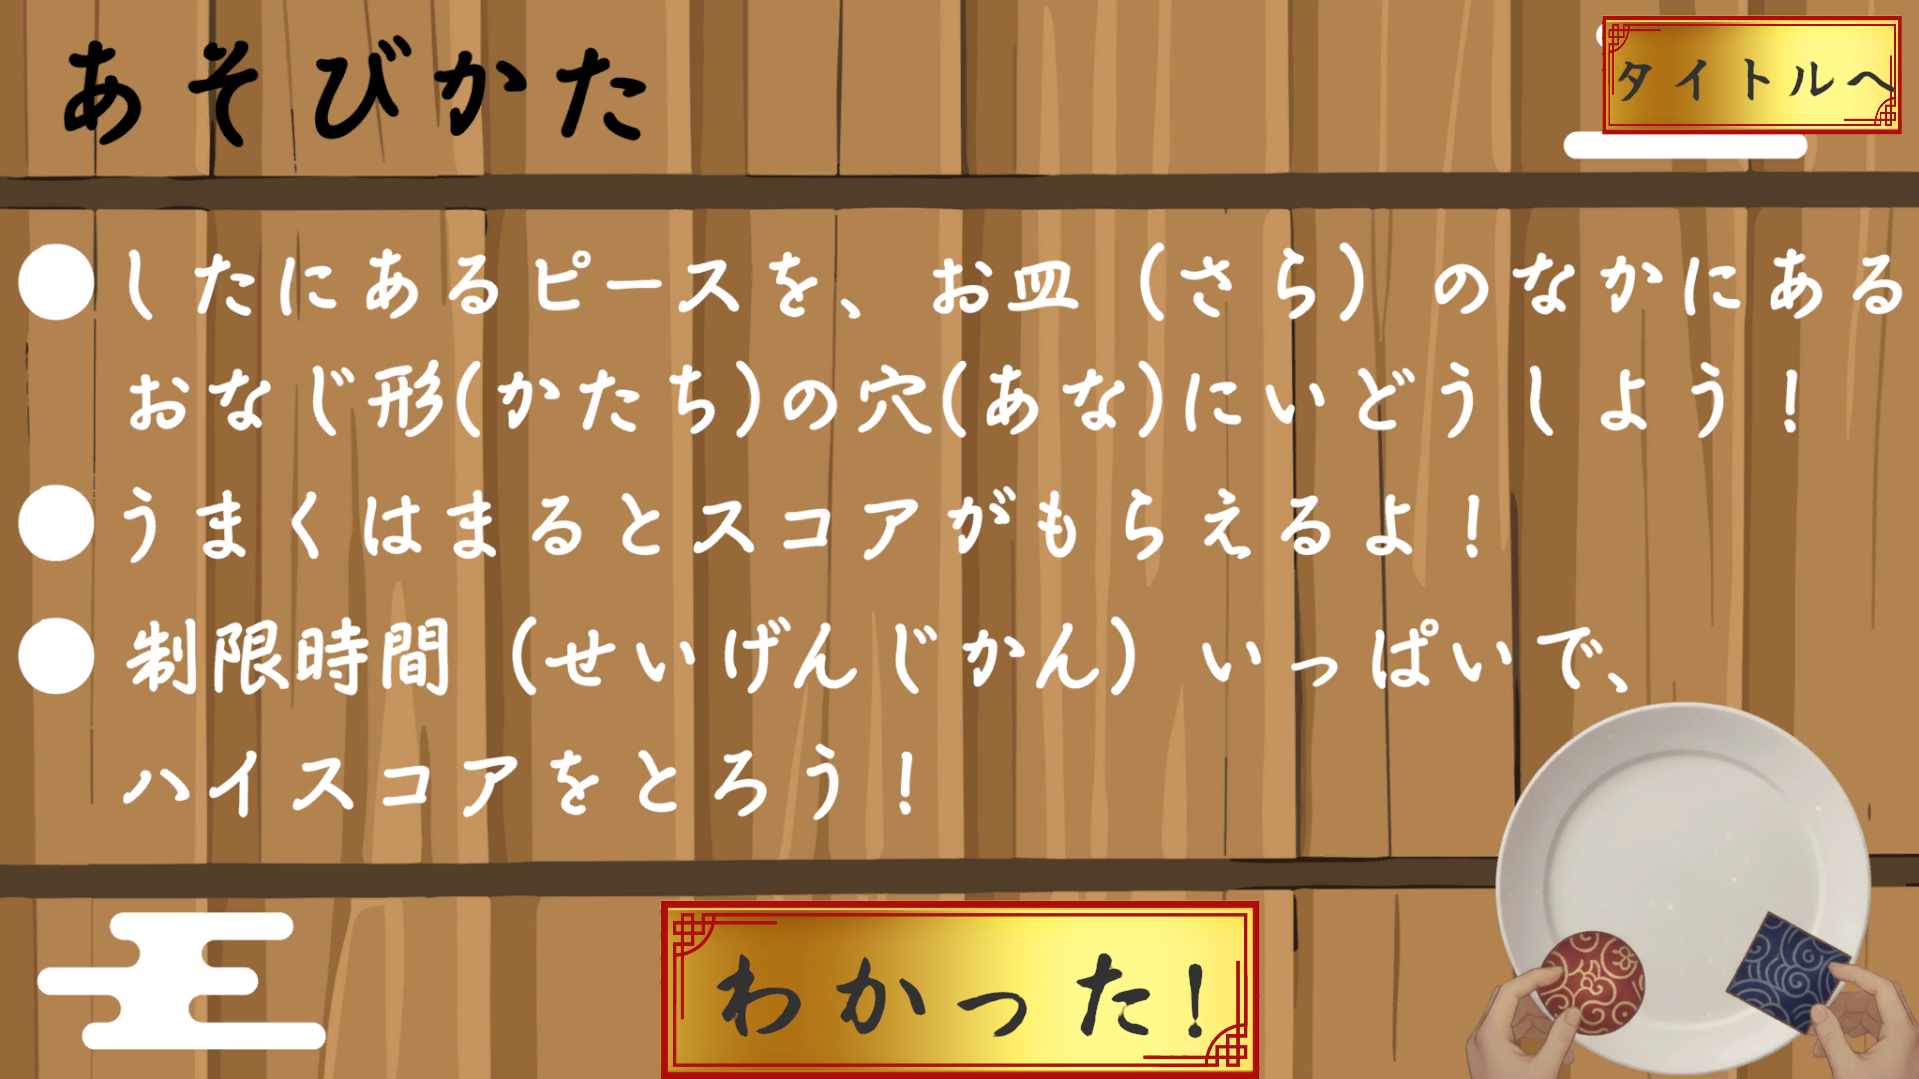 あそびかた
タイトルへ
●したにあるピースを、お皿（さら）のなかにある
おなじ形(かたち)の穴(あな)にいどうしよう！
●うまくはまるとスコアがもらえるよ！
●制限時間（せいげんじかん）いっぱいで、
ハイスコアをとろう！
わかった!